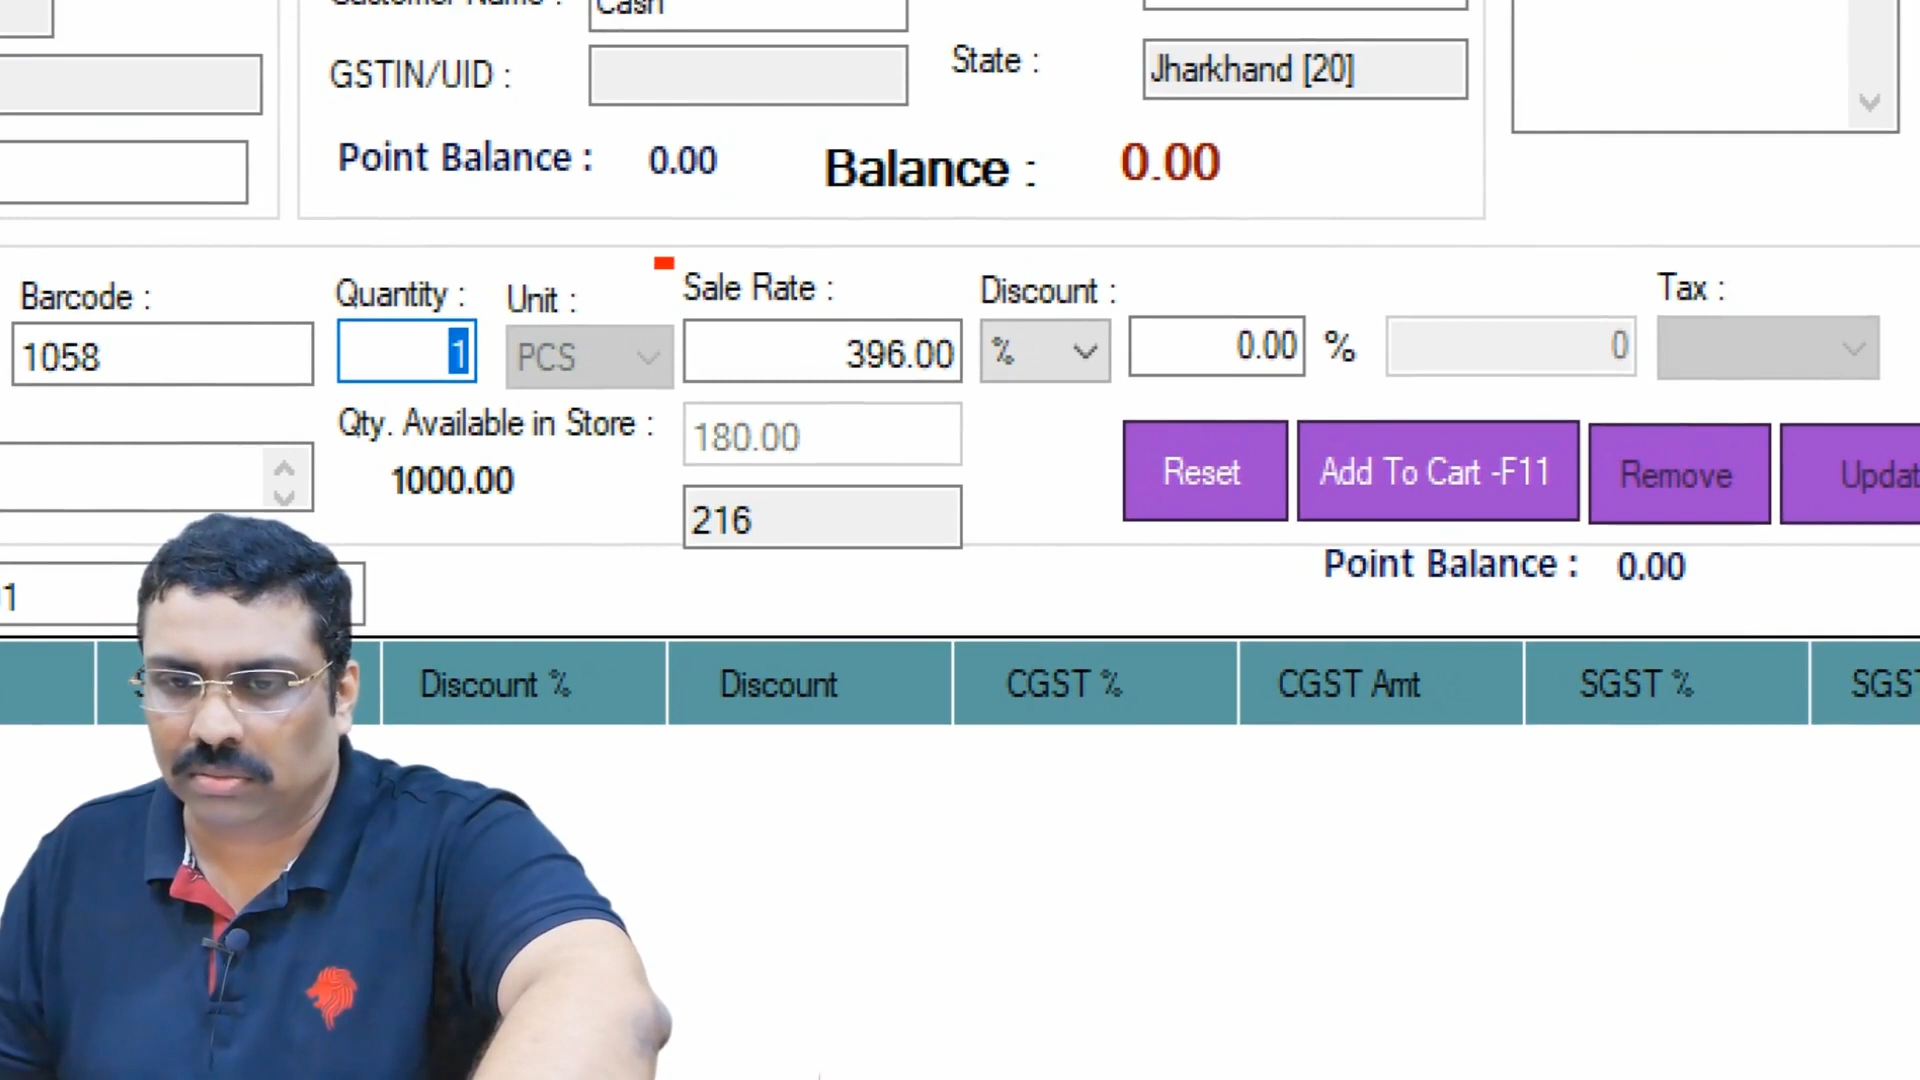 Customer Name :
Cash
GSTIN/UID :
State :
Jharkhand [20]
Point Balance :
0.00
Balance :
0.00
Barcode :
Quantity :
Unit :
Sale Rate :
Discount :
Tax :
1058
1
PCS
396.00
%
0.00
%
0
Qty. Available in Store :
180.00
1000.00
216
Reset
Add To Cart -F11
Remove
Point Balance :
0.00
Discount %
Discount
CGST %
CGST Amt
SGST %